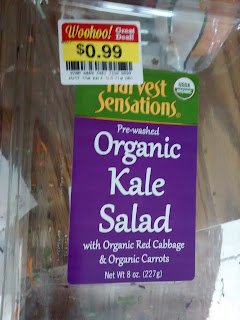 Woohoo! Great Deal!
$0.99
Harvest
Sensations.
USDA
ORGANIC
Pre-washed
Organic
Kale
Salad
with Organic Red Cabbage
& Organic Carrots
Net Wt 8 oz. (227g)